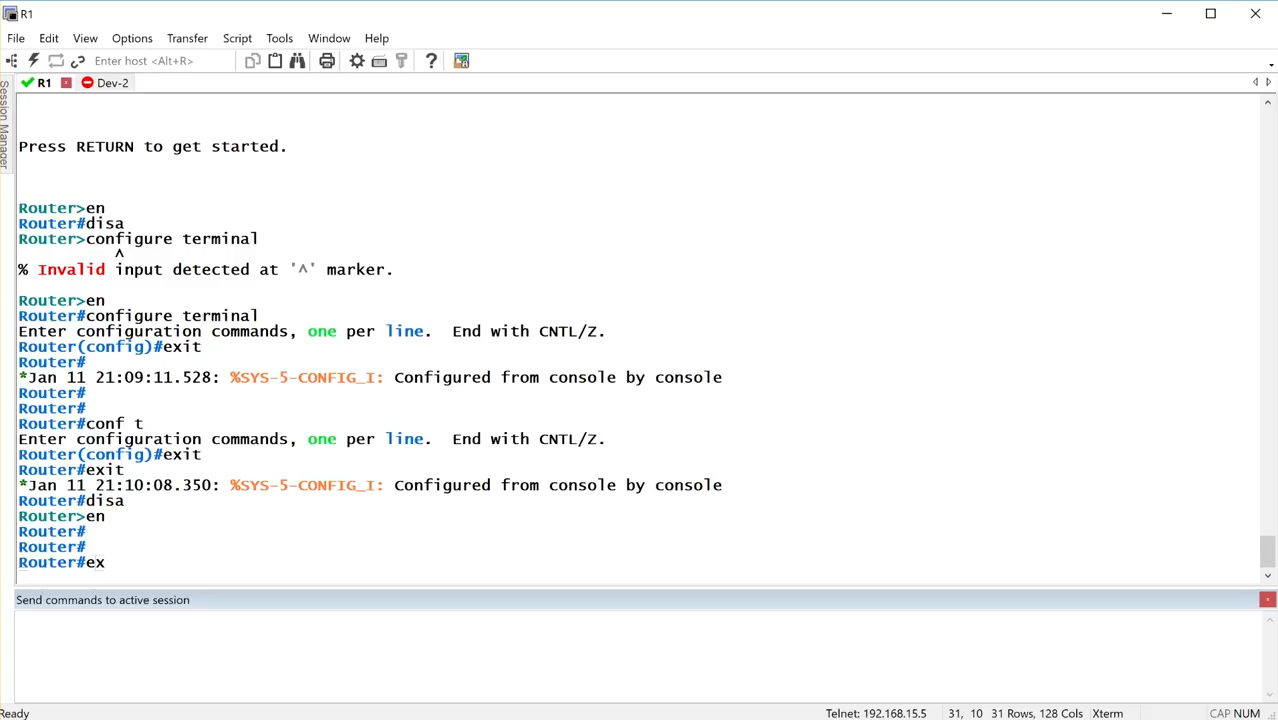 R1
File Edit View Options Transfer Script Tools Window Help
Enter host <Alt+R>
R1 Dev-2
Session Manager
Press RETURN to get started.
Router>en
Router#disa
Router>configure terminal
^
% Invalid input detected at '^' marker.
Router>en
Router#configure terminal
Enter configuration commands, one per line.  End with CNTL/Z.
Router(config)#exit
Router#
*Jan 11 21:09:11.528: %SYS-5-CONFIG_I: Configured from console by console
Router#
Router#
Router#conf t
Enter configuration commands, one per line.  End with CNTL/Z.
Router(config)#exit
Router#exit
*Jan 11 21:10:08.350: %SYS-5-CONFIG_I: Configured from console by console
Router#disa
Router>en
Router#
Router#
Router#ex
Send commands to active session
Ready Telnet: 192.168.15.5 31, 10 31 Rows, 128 Cols Xterm CAP NUM